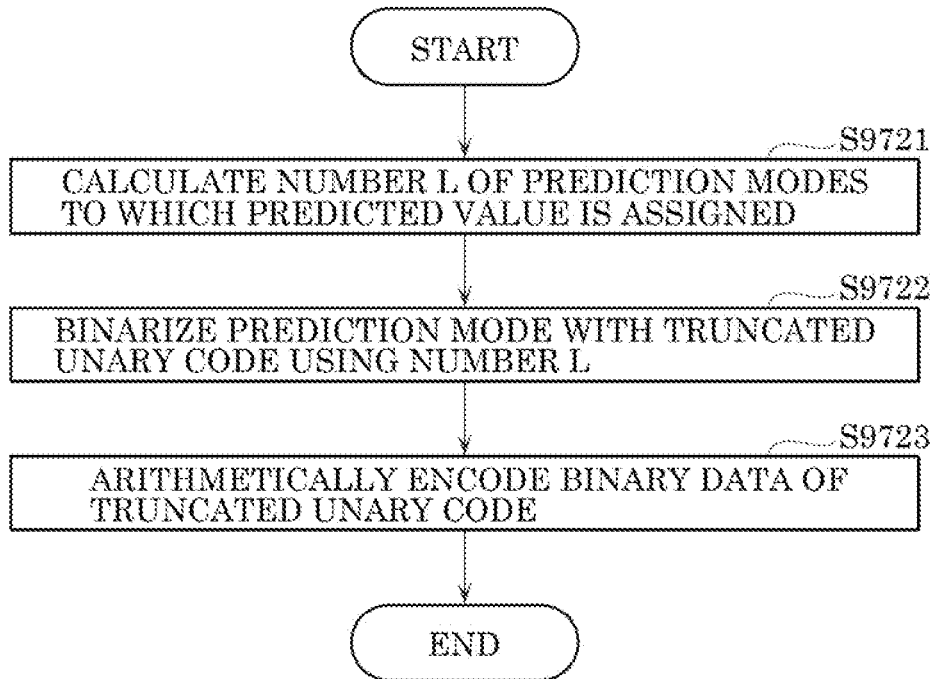 START
S9721
CALCULATE NUMBER L OF PREDICTION MODES
TO WHICH PREDICTED VALUE IS ASSIGNED
S9722
BINARIZE PREDICTION MODE WITH TRUNCATED
UNARY CODE USING NUMBER L
S9723
ARITHMETICALLY ENCODE BINARY DATA OF
TRUNCATED UNARY CODE
END